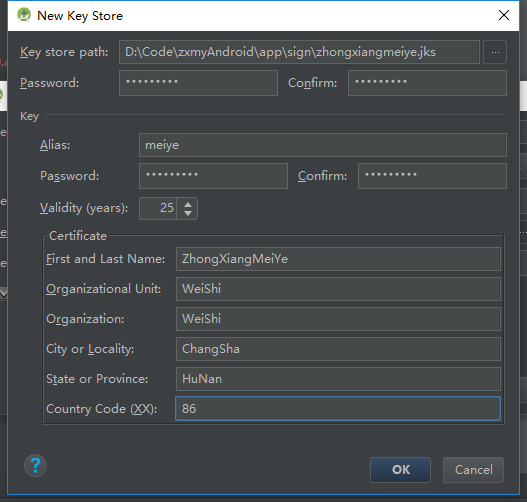 New Key Store
Key store path: D:\Code\zxmyAndroid\app\sign\zhongxiangmeiye.jks ...
Password: ••••••••• Confirm: •••••••••
Key
Alias: meiye
Password: ••••••••• Confirm: •••••••••
Validity (years): 25
Certificate
First and Last Name: ZhongXiangMeiYe
Organizational Unit: WeiShi
Organization: WeiShi
City or Locality: ChangSha
State or Province: HuNan
Country Code (XX): 86
? OK Cancel